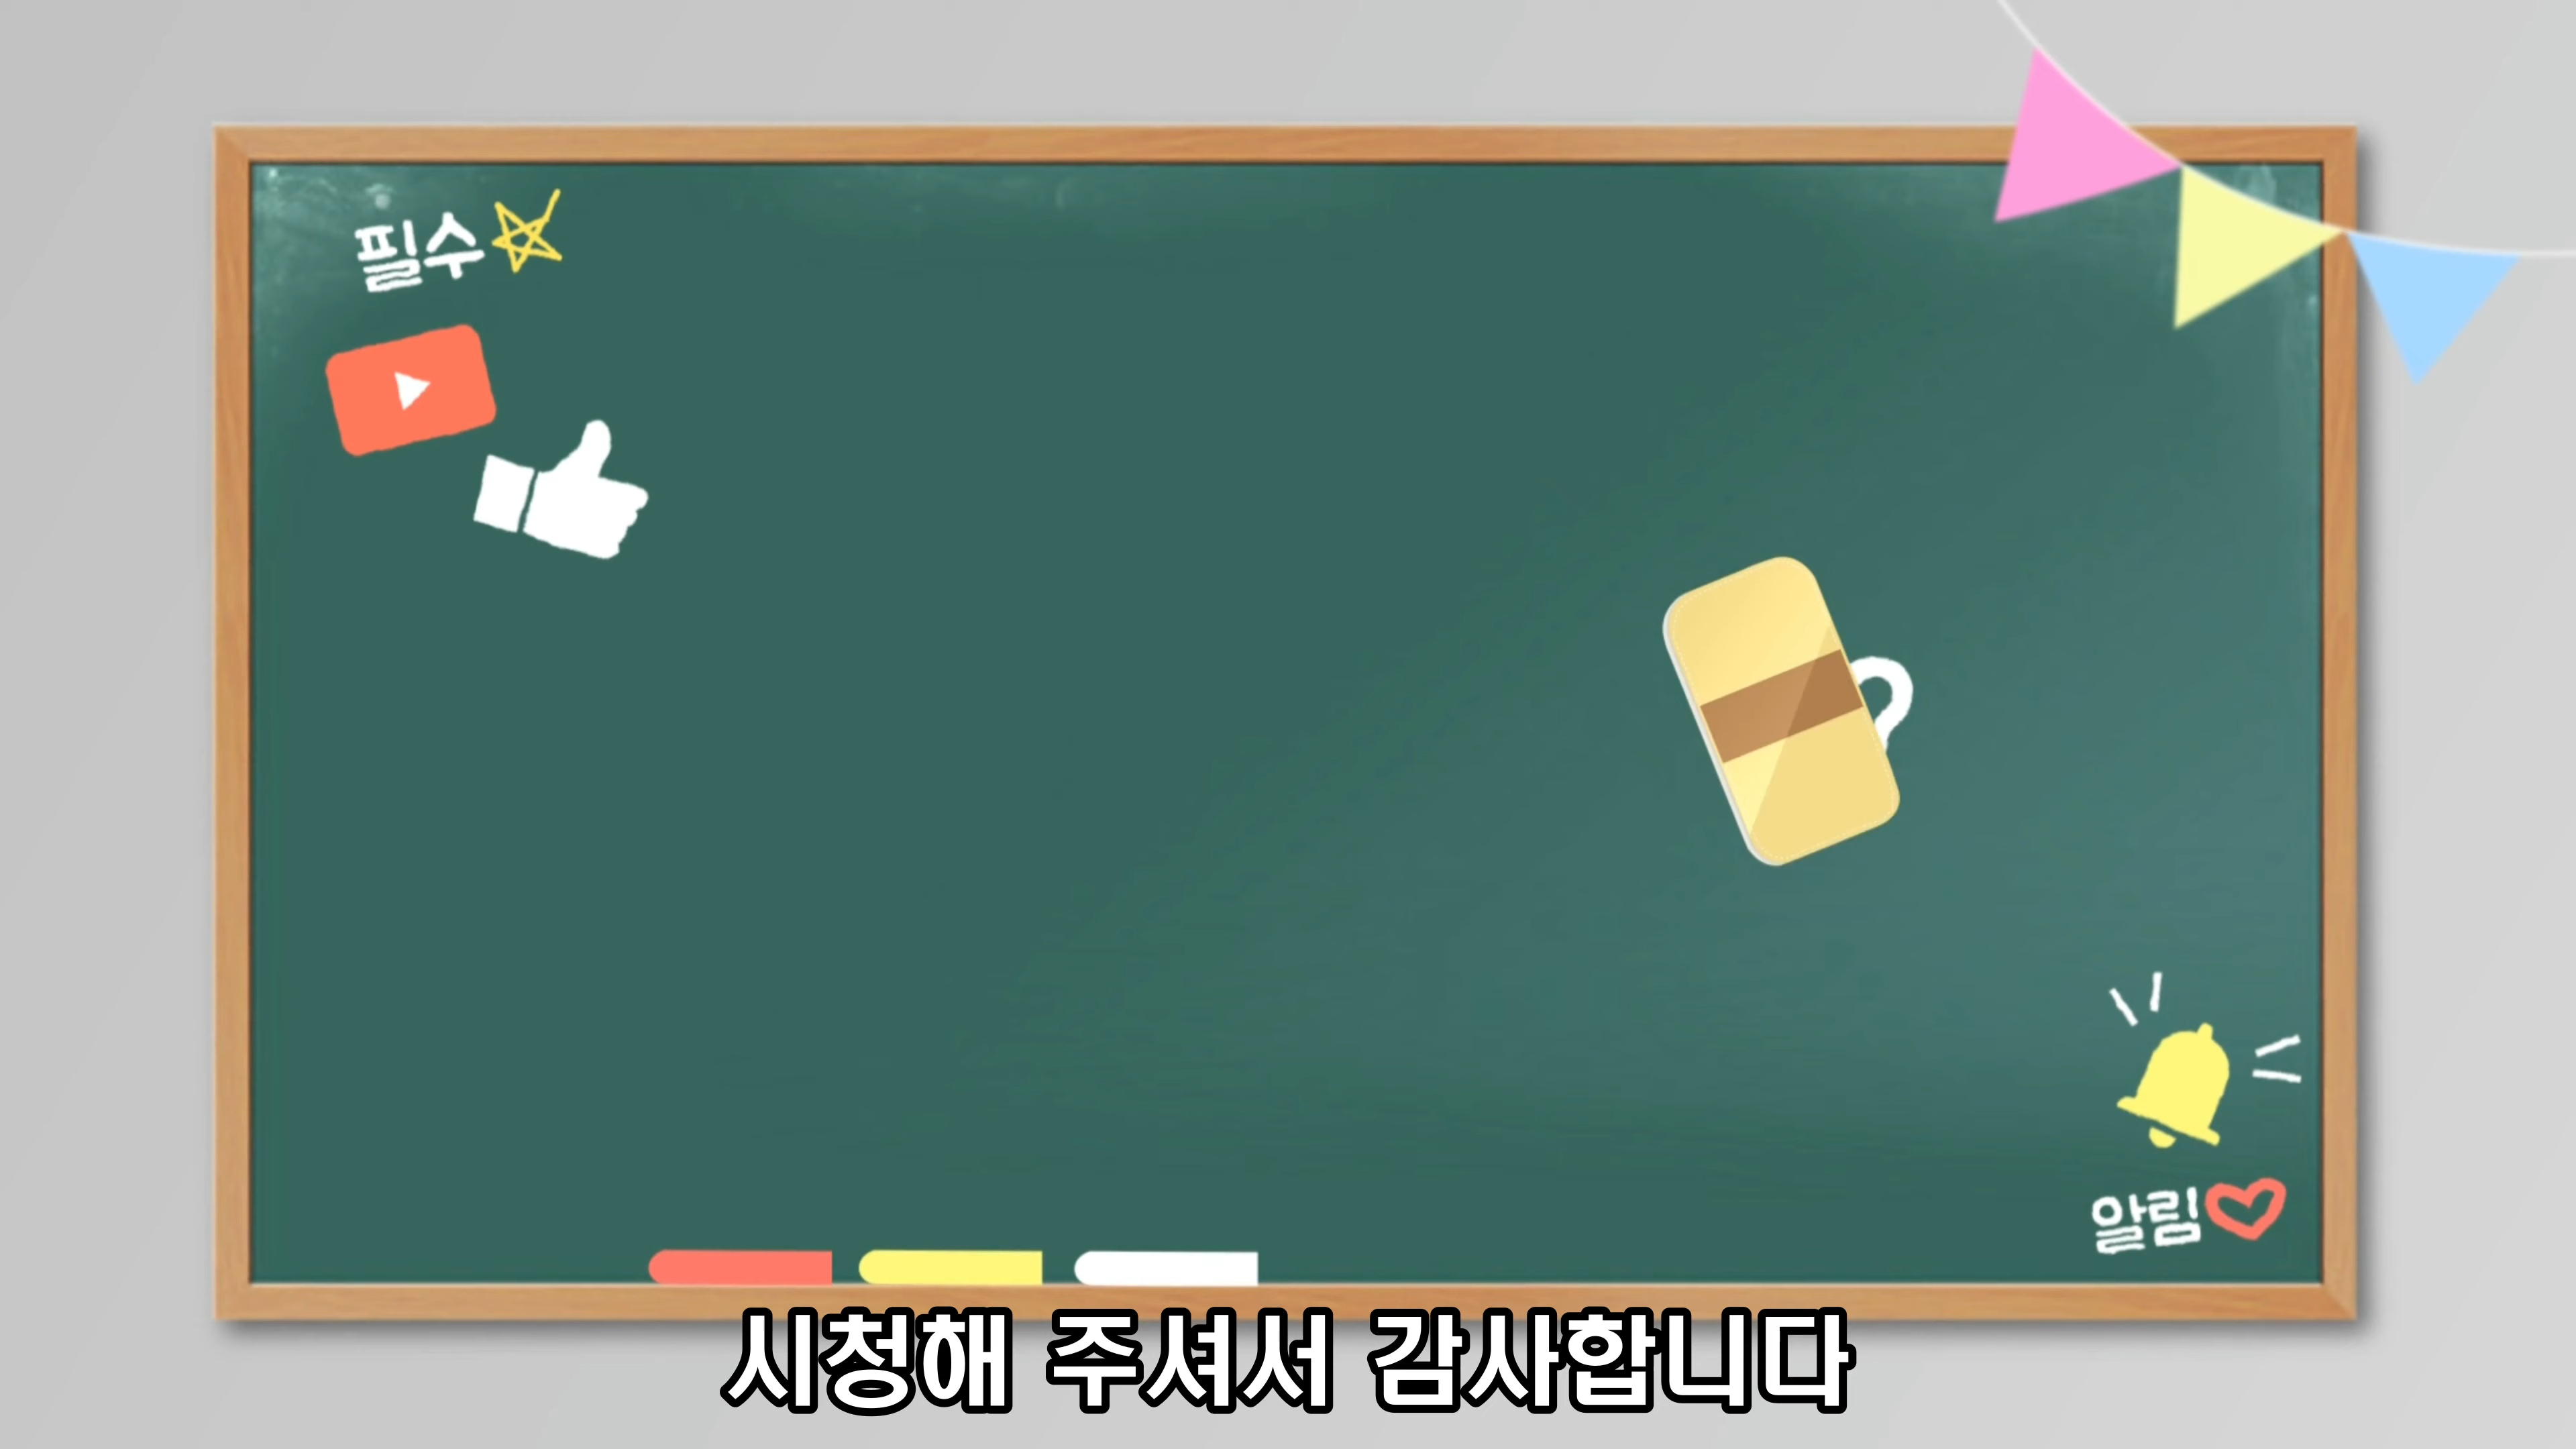 필수
알림
시청해 주셔서 감사합니다